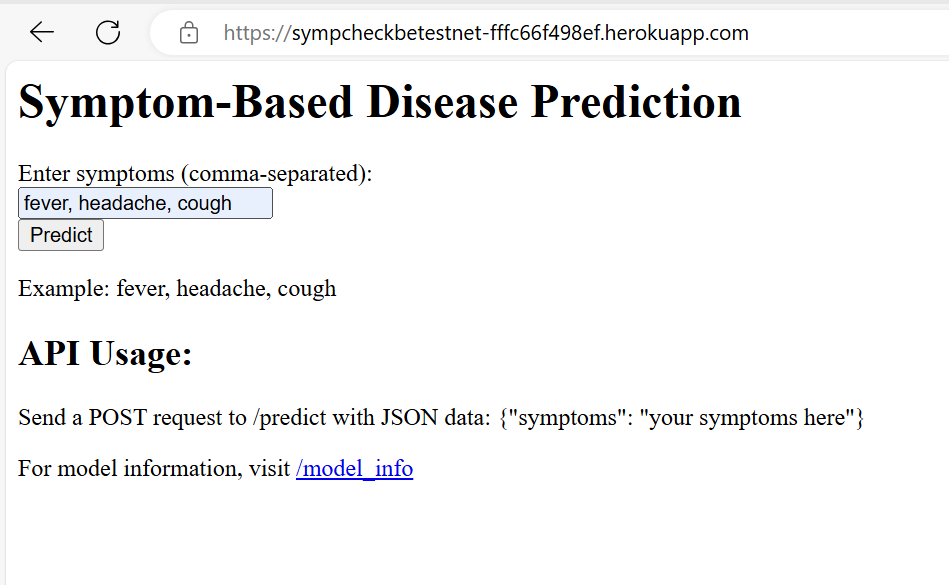 https://sympcheckbetestnet-fffc66f498ef.herokuapp.com
Symptom-Based Disease Prediction
Enter symptoms (comma-separated):
fever, headache, cough
Predict
Example: fever, headache, cough
API Usage:
Send a POST request to /predict with JSON data: {"symptoms": "your symptoms here"}
For model information, visit /model_info